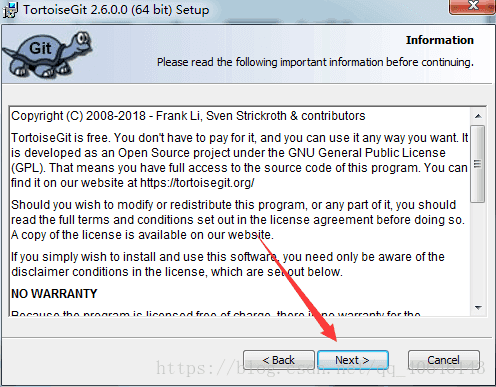 TortoiseGit 2.6.0.0 (64 bit) Setup
Git
Information
Please read the following important information before continuing.
Copyright (C) 2008-2018 - Frank Li, Sven Strickroth & contributors
TortoiseGit is free. You don't have to pay for it, and you can use it any way you want. It
is developed as an Open Source project under the GNU General Public License
(GPL). That means you have full access to the source code of this program. You can
find it on our website at https://tortoisegit.org/
Should you wish to modify or redistribute this program, or any part of it, you should
read the full terms and conditions set out in the license agreement before doing so.
A copy of the license is available on our website.
If you simply wish to install and use this software, you need only be aware of the
disclaimer conditions in the license, which are set out below.
NO WARRANTY
Because the program is licensed free of charge, there is no warranty for the
< Back
Next >
Cancel